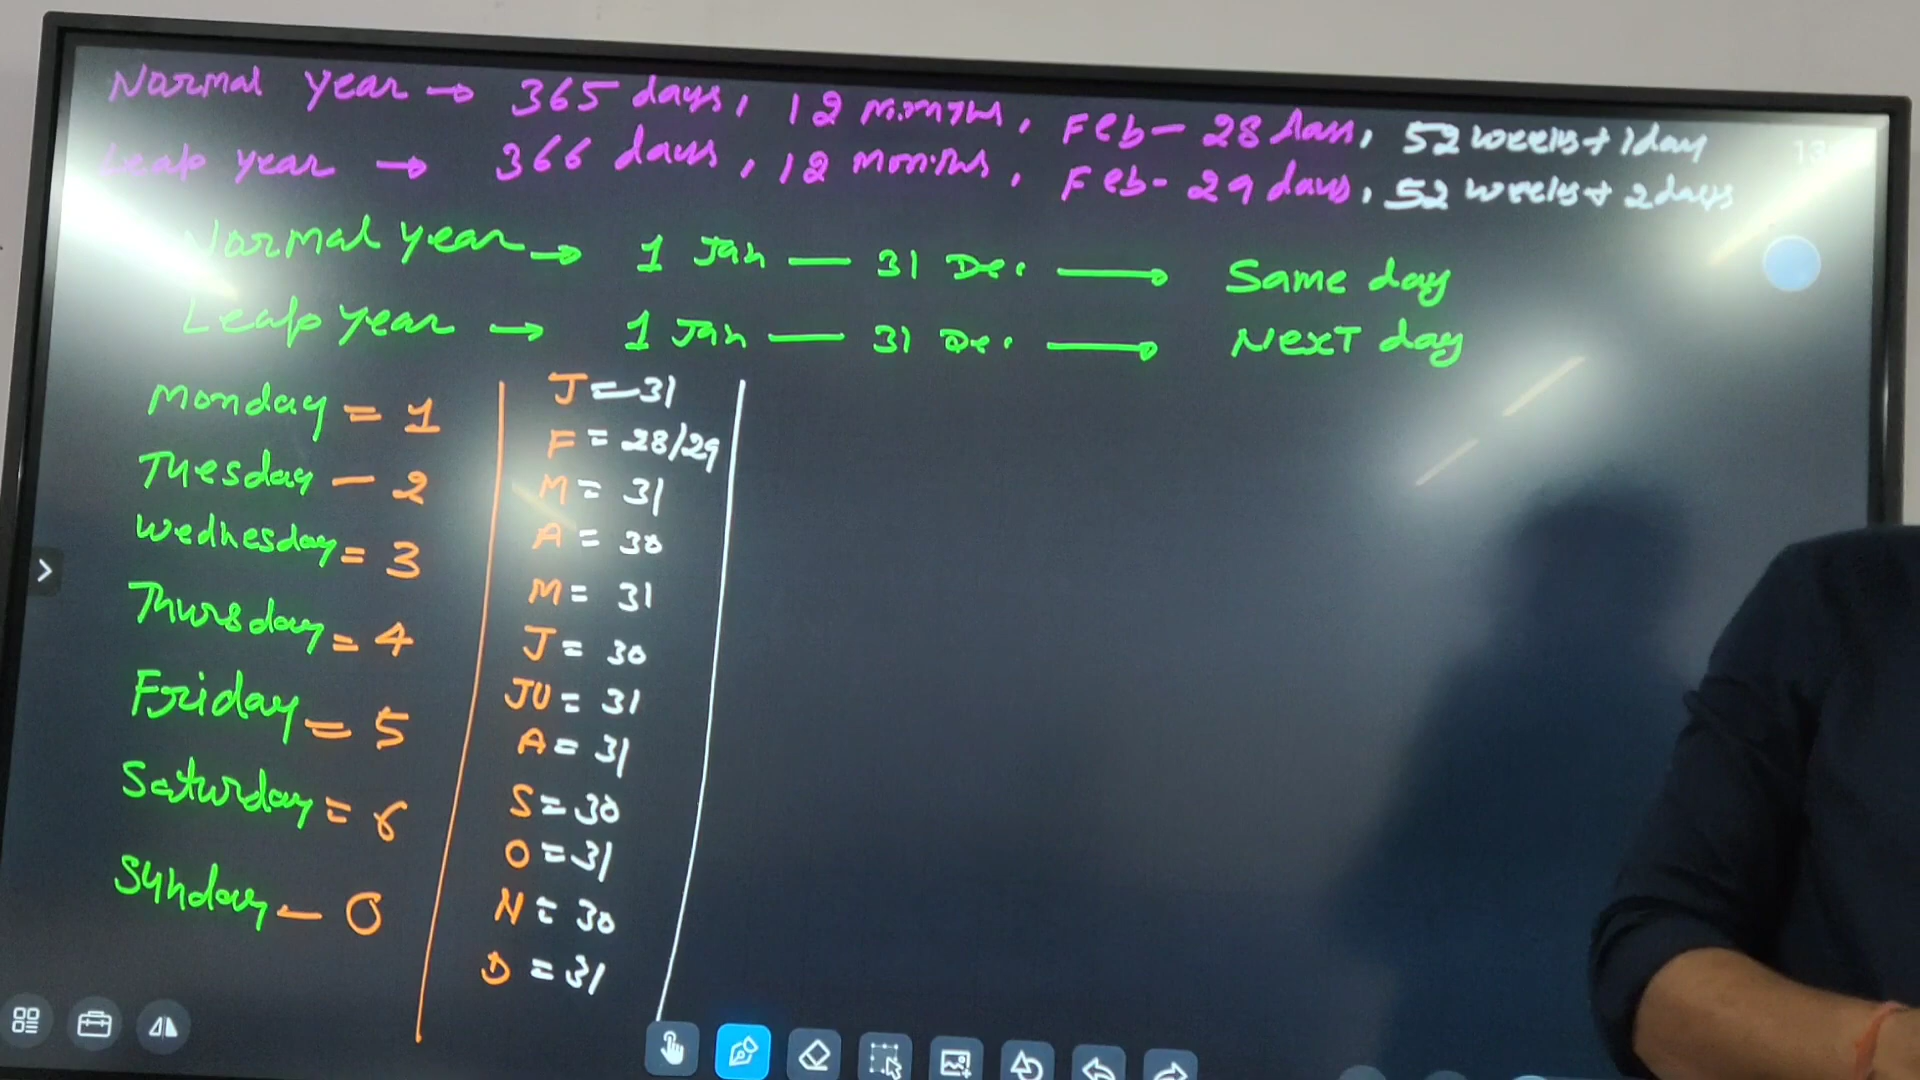 Normal year → 365 days, 12 months, Feb - 28 days, 52 weeks + 1 day
Leap year → 366 days, 12 months, Feb - 29 days, 52 weeks + 2 days
Normal year → 1 Jan — 31 Dec → Same day
Leap year → 1 Jan — 31 Dec → Next day
Monday = 1
Tuesday - 2
Wednesday = 3
Thursday = 4
Friday = 5
Saturday = 6
Sunday - 0
J = 31
F = 28/29
M = 31
A = 30
M = 31
J = 30
JU = 31
A = 31
S = 30
O = 31
N = 30
D = 31